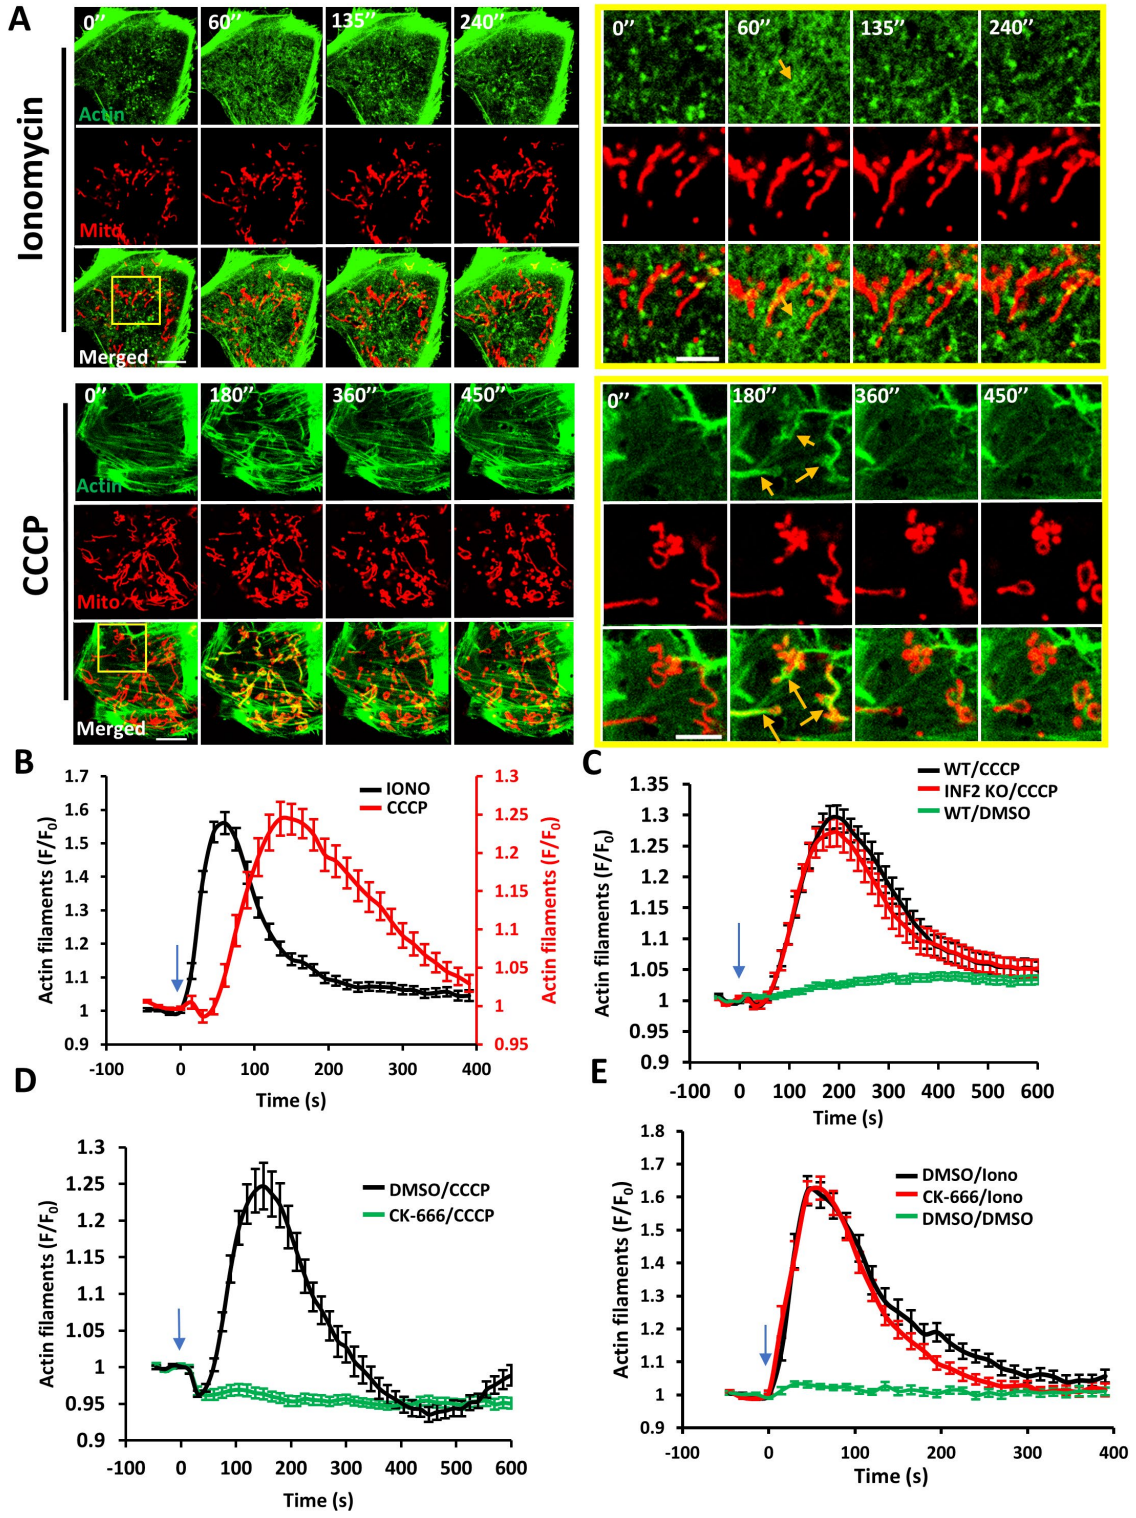 A
Ionomycin
0’’ 60’’ 135’’ 240’’
Actin
Mito
Merged
0’’ 60’’ 135’’ 240’’
CCCP
0’’ 180’’ 360’’ 450’’
Actin
Mito
Merged
0’’ 180’’ 360’’ 450’’
B
IONO
CCCP
Actin filaments (F/F0)
1.7
1.6
1.5
1.4
1.3
1.2
1.1
1
0.9
1.3
1.25
1.2
1.15
1.1
1.05
1
0.95
Actin filaments (F/F0)
-100 0 100 200 300 400
Time (s)
C
WT/CCCP
INF2 KO/CCCP
WT/DMSO
Actin filaments (F/F0)
1.35
1.3
1.25
1.2
1.15
1.1
1.05
1
0.95
0.9
-100 0 100 200 300 400 500 600
Time (s)
D
DMSO/CCCP
CK-666/CCCP
Actin filaments (F/F0)
1.3
1.25
1.2
1.15
1.1
1.05
1
0.95
0.9
-100 0 100 200 300 400 500 600
Time (s)
E
DMSO/Iono
CK-666/Iono
DMSO/DMSO
Actin filaments (F/F0)
1.8
1.7
1.6
1.5
1.4
1.3
1.2
1.1
1
0.9
-100 0 100 200 300 400
Time (s)